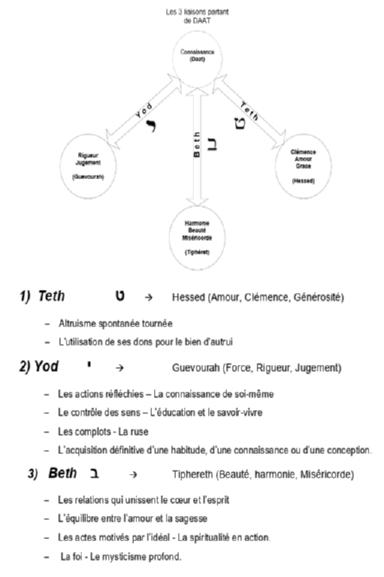 Les 3 liaisons partant
de DAAT
Connaissance
(Daat)
Yod
י
Beth
ב
Teth
ט
Rigueur
Jugement
(Guevourah)
Clémence
Amour
Grace
(Hessed)
Harmonie
Beauté
Miséricorde
(Tiphéret)
1) Teth ט → Hessed (Amour, Clémence, Générosité)
– Altruisme spontanée tournée
– L'utilisation de ses dons pour le bien d'autrui
2) Yod י → Guevourah (Force, Rigueur, Jugement)
– Les actions réfléchies – La connaissance de soi-même
– Le contrôle des sens – L'éducation et le savoir-vivre
– Les complots - La ruse
– L'acquisition définitive d'une habitude, d'une connaissance ou d'une conception.
3) Beth ב → Tiphereth (Beauté, harmonie, Miséricorde)
– Les relations qui unissent le cœur et l'esprit
– L'équilibre entre l'amour et la sagesse
– Les actes motivés par l'idéal - La spiritualité en action.
– La foi - Le mysticisme profond.